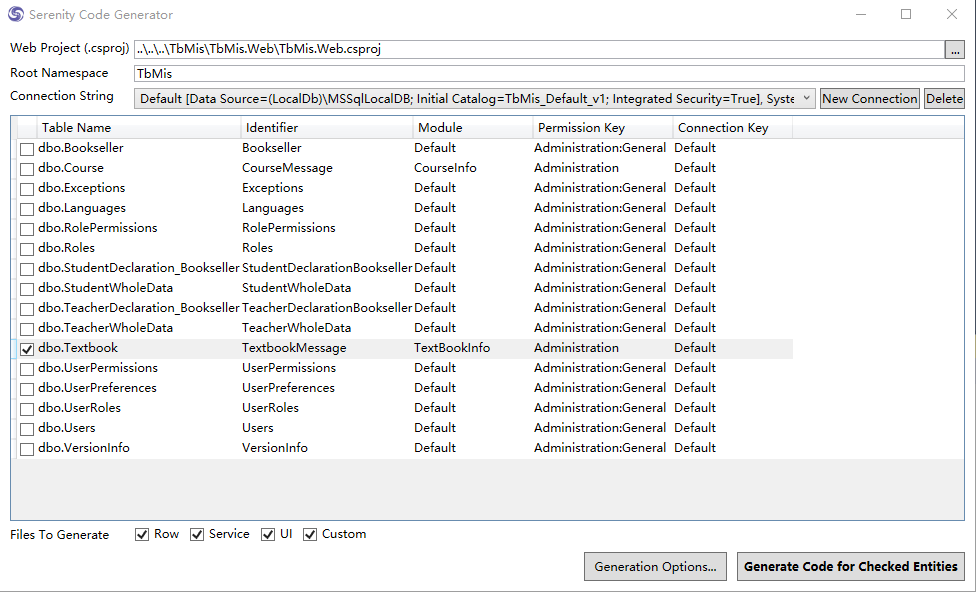 Serenity Code Generator
Web Project (.csproj) ..\..\..\TbMis\TbMis.Web\TbMis.Web.csproj ...
Root Namespace TbMis
Connection String Default [Data Source=(LocalDb)\MSSqlLocalDB; Initial Catalog=TbMis_Default_v1; Integrated Security=True], Syste New Connection Delete
Table Name Identifier Module Permission Key Connection Key
dbo.Bookseller Bookseller Default Administration:General Default
dbo.Course CourseMessage CourseInfo Administration Default
dbo.Exceptions Exceptions Default Administration:General Default
dbo.Languages Languages Default Administration:General Default
dbo.RolePermissions RolePermissions Default Administration:General Default
dbo.Roles Roles Default Administration:General Default
dbo.StudentDeclaration_Bookseller StudentDeclarationBookseller Default Administration:General Default
dbo.StudentWholeData StudentWholeData Default Administration:General Default
dbo.TeacherDeclaration_Bookseller TeacherDeclarationBookseller Default Administration:General Default
dbo.TeacherWholeData TeacherWholeData Default Administration:General Default
dbo.Textbook TextbookMessage TextBookInfo Administration Default
dbo.UserPermissions UserPermissions Default Administration:General Default
dbo.UserPreferences UserPreferences Default Administration:General Default
dbo.UserRoles UserRoles Default Administration:General Default
dbo.Users Users Default Administration:General Default
dbo.VersionInfo VersionInfo Default Administration:General Default
Files To Generate Row Service UI Custom
Generation Options... Generate Code for Checked Entities